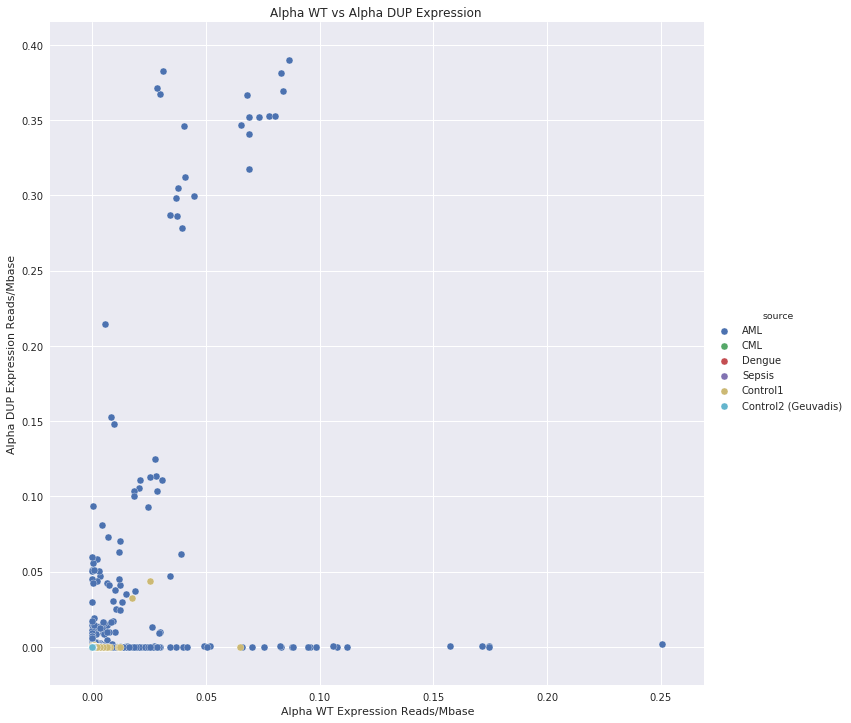 Alpha WT vs Alpha DUP Expression
0.40
0.35
0.30
0.25
0.20
0.15
0.10
0.05
0.00
Alpha DUP Expression Reads/Mbase
0.00 0.05 0.10 0.15 0.20 0.25
Alpha WT Expression Reads/Mbase
source
AML
CML
Dengue
Sepsis
Control1
Control2 (Geuvadis)